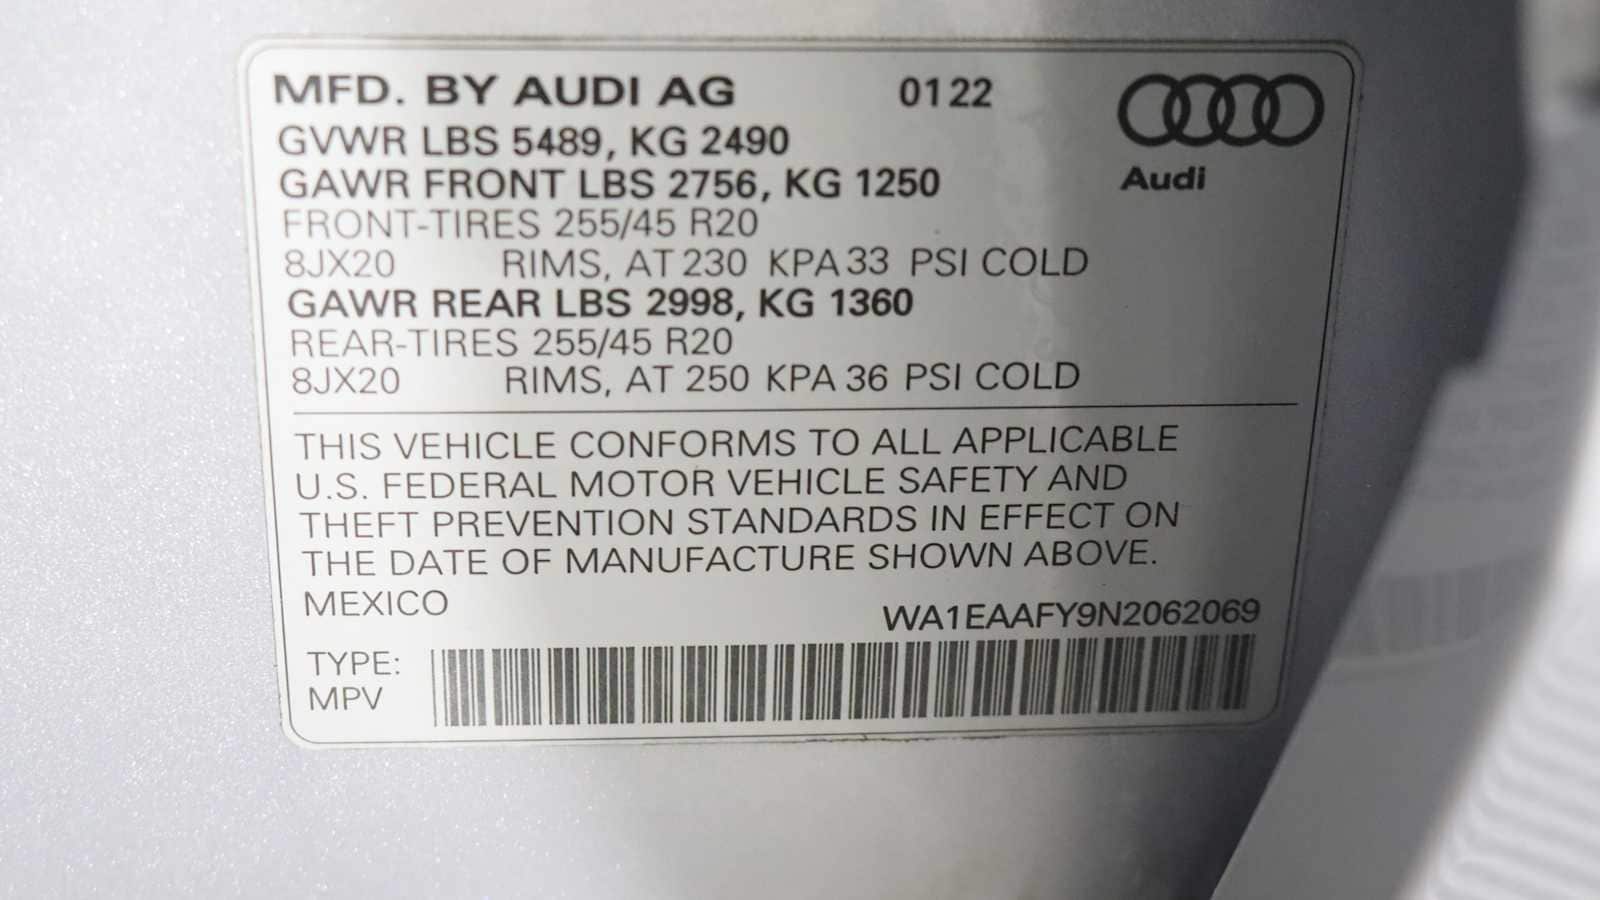 MFD. BY AUDI AG 0122
GVWR LBS 5489, KG 2490
GAWR FRONT LBS 2756, KG 1250
Audi
FRONT-TIRES 255/45 R20
8JX20 RIMS, AT 230 KPA 33 PSI COLD
GAWR REAR LBS 2998, KG 1360
REAR-TIRES 255/45 R20
8JX20 RIMS, AT 250 KPA 36 PSI COLD
THIS VEHICLE CONFORMS TO ALL APPLICABLE
U.S. FEDERAL MOTOR VEHICLE SAFETY AND
THEFT PREVENTION STANDARDS IN EFFECT ON
THE DATE OF MANUFACTURE SHOWN ABOVE.
MEXICO WA1EAAFY9N2062069
TYPE:
MPV